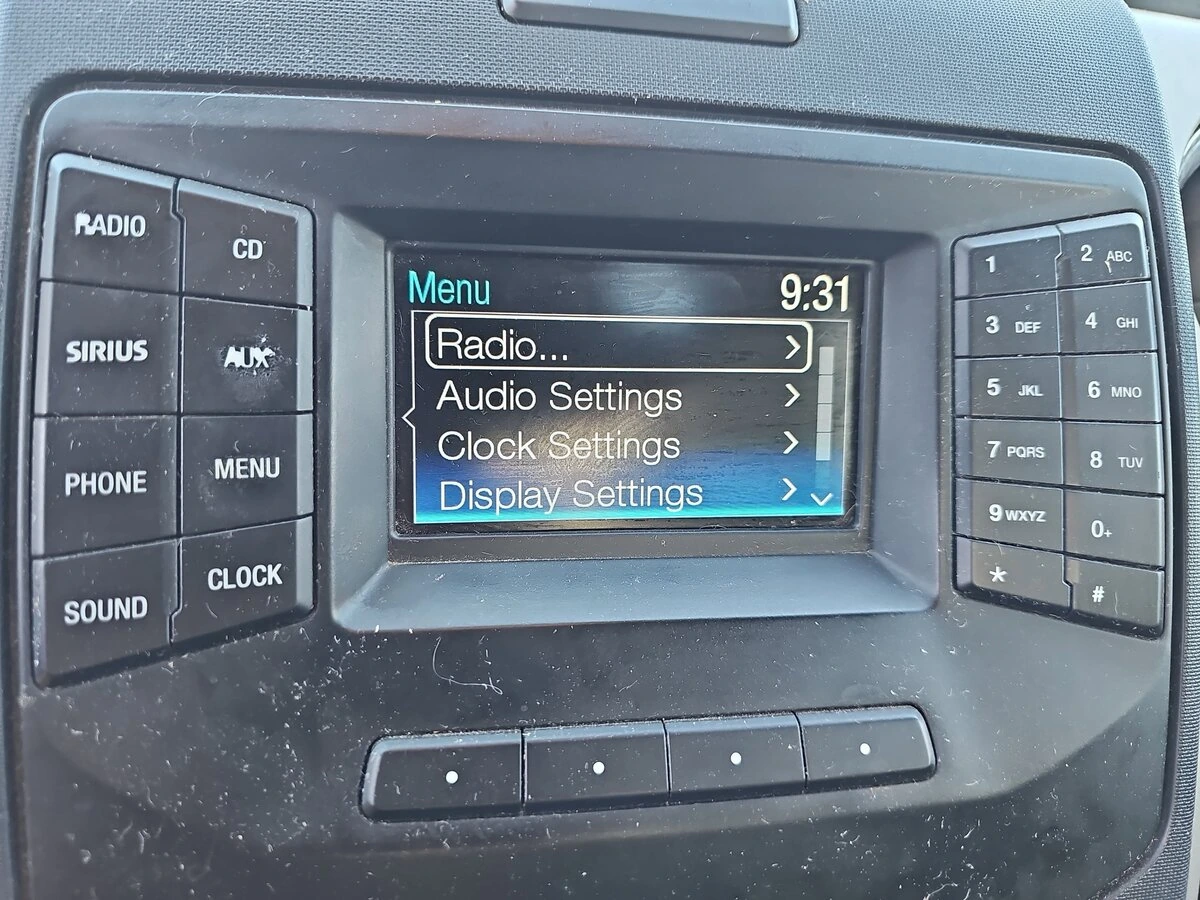 RADIO
CD
SIRIUS
AUX
PHONE
MENU
SOUND
CLOCK
Menu 9:31
Radio...
Audio Settings
Clock Settings
Display Settings
1
2 ABC
3 DEF
4 GHI
5 JKL
6 MNO
7 PQRS
8 TUV
9 WXYZ
0+
*
#